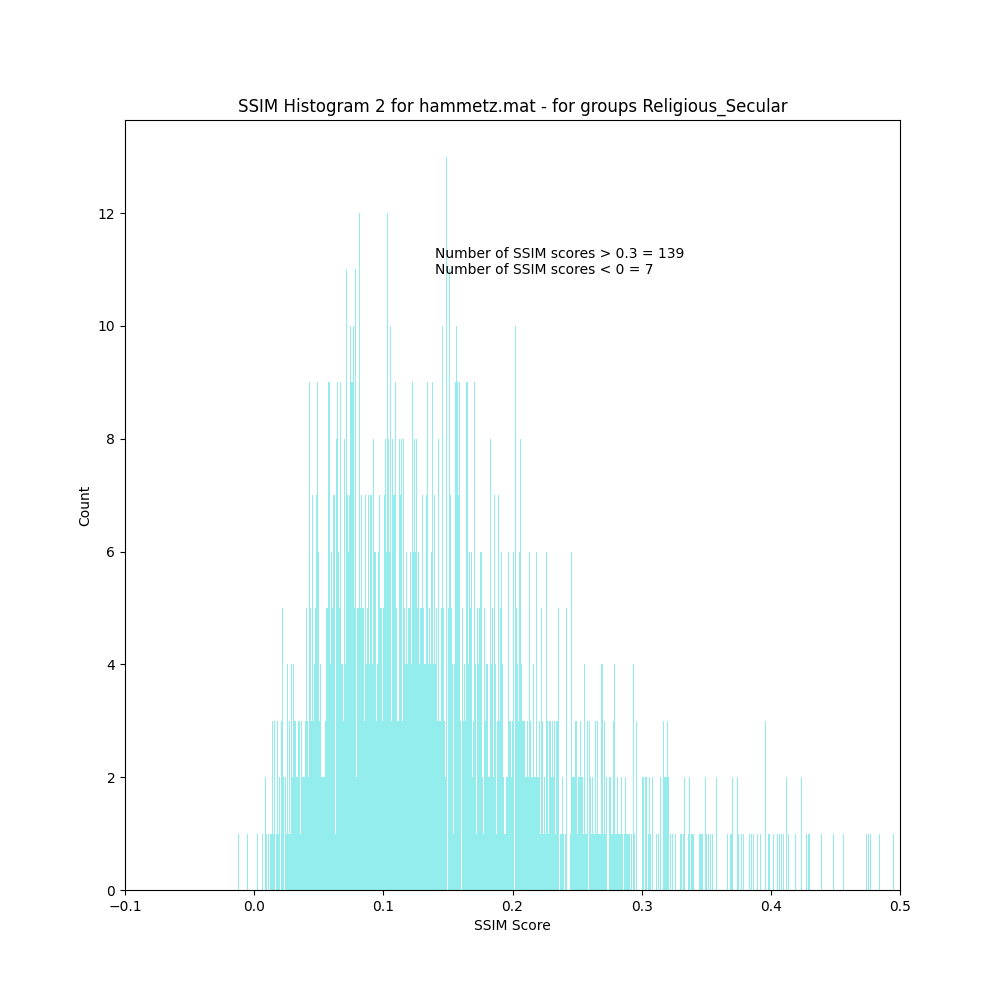 SSIM Histogram 2 for hammetz.mat - for groups Religious_Secular
12
Number of SSIM scores > 0.3 = 139
Number of SSIM scores < 0 = 7
10
8
Count
6
4
2
0
−0.1 0.0 0.1 0.2 0.3 0.4 0.5
SSIM Score